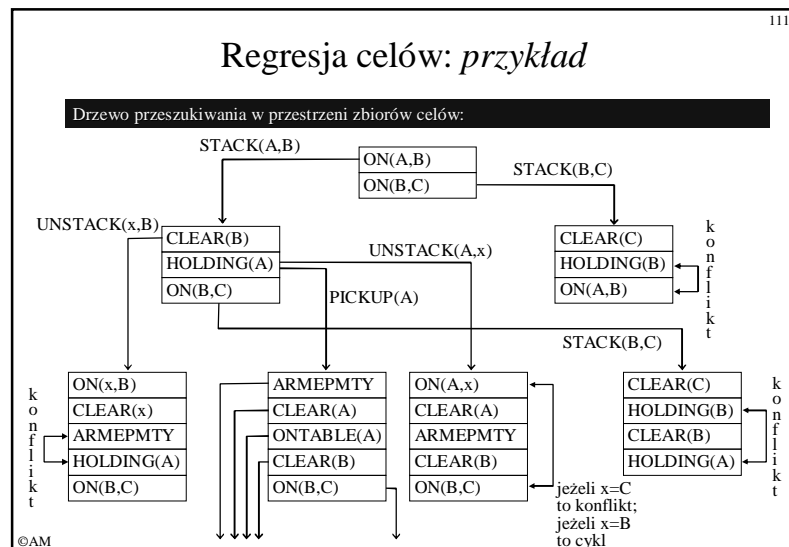 111
Regresja celów: przykład
Drzewo przeszukiwania w przestrzeni zbiorów celów:
STACK(A,B)
ON(A,B)
ON(B,C)
STACK(B,C)
UNSTACK(x,B)
CLEAR(B)
HOLDING(A)
ON(B,C)
UNSTACK(A,x)
PICKUP(A)
CLEAR(C)
HOLDING(B)
ON(A,B)
konflikt
STACK(B,C)
konflikt
ON(x,B)
CLEAR(x)
ARMEPMTY
HOLDING(A)
ON(B,C)
ARMEPMTY
CLEAR(A)
ONTABLE(A)
CLEAR(B)
ON(B,C)
ON(A,x)
CLEAR(A)
ARMEPMTY
CLEAR(B)
ON(B,C)
jeżeli x=C
to konflikt;
jeżeli x=B
to cykl
CLEAR(C)
HOLDING(B)
CLEAR(B)
HOLDING(A)
konflikt
©AM